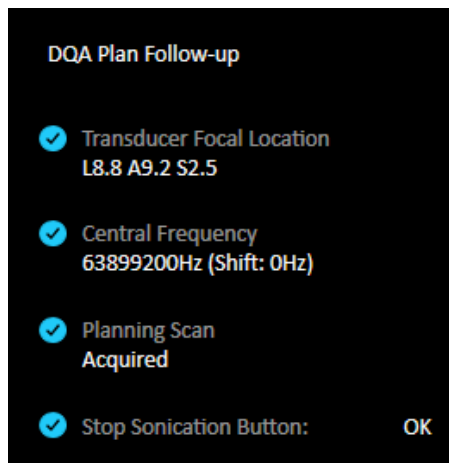 DQA Plan Follow-up
Transducer Focal Location
L8.8 A9.2 S2.5
Central Frequency
63899200Hz (Shift: 0Hz)
Planning Scan
Acquired
Stop Sonication Button: OK